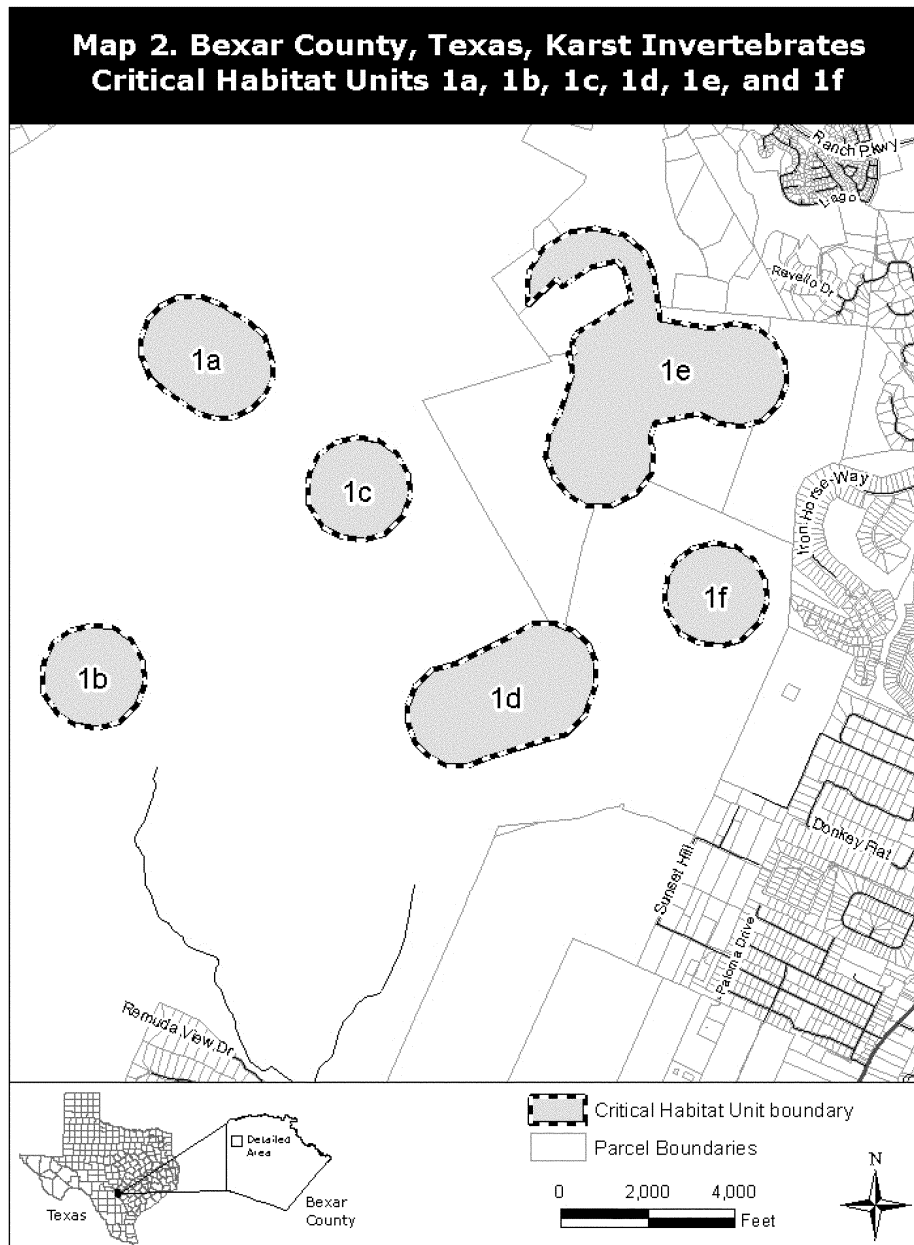 Map 2. Bexar County, Texas, Karst Invertebrates
Critical Habitat Units 1a, 1b, 1c, 1d, 1e, and 1f
Ranch Pkwy
Lago
Revello Dr
1a
1e
1c
Iron Horse Way
1f
1b
1d
Donkey Flat
Sunset Hill
Paloma Drive
Remuda View Dr
Detailed
Area
Texas
Bexar
County
Critical Habitat Unit boundary
Parcel Boundaries
0 2,000 4,000
Feet
N